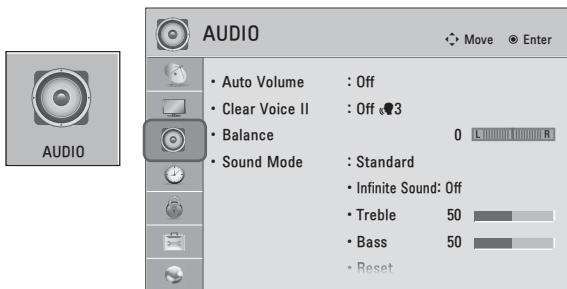 AUDIO
AUDIO
Move Enter
• Auto Volume : Off
• Clear Voice II : Off 3
• Balance 0 L R
• Sound Mode : Standard
• Infinite Sound: Off
• Treble 50
• Bass 50
• Reset